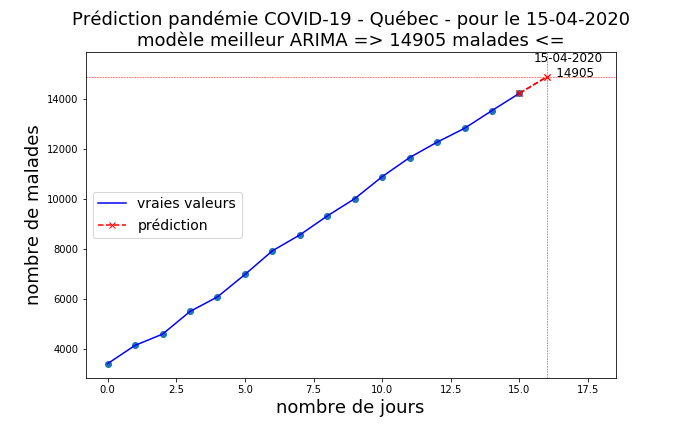 Prédiction pandémie COVID-19 - Québec - pour le 15-04-2020
modèle meilleur ARIMA => 14905 malades <=
15-04-2020
14905
14000
12000
10000
8000
6000
4000
nombre de malades
vraies valeurs
prédiction
0.0 2.5 5.0 7.5 10.0 12.5 15.0 17.5
nombre de jours